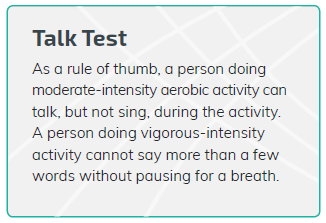 Talk Test
As a rule of thumb, a person doing
moderate-intensity aerobic activity can
talk, but not sing, during the activity.
A person doing vigorous-intensity
activity cannot say more than a few
words without pausing for a breath.